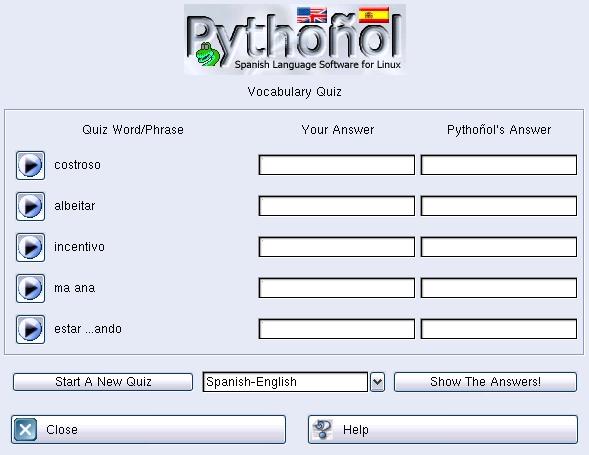 Pythoñol
Spanish Language Software for Linux
Vocabulary Quiz
Quiz Word/Phrase Your Answer Pythoñol's Answer
costroso
albeitar
incentivo
ma ana
estar ...ando
Start A New Quiz Spanish-English Show The Answers!
Close Help